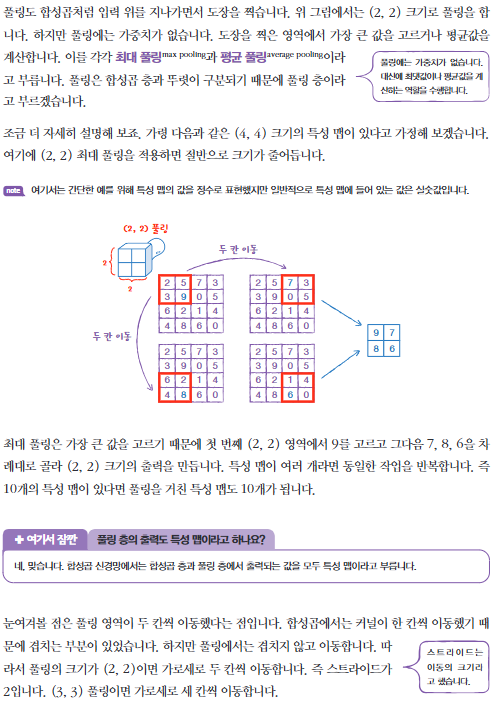 풀링도 합성곱처럼 입력 위를 지나가면서 도장을 찍습니다. 위 그림에서는 (2, 2) 크기로 풀링을 합
니다. 하지만 풀링에는 가중치가 없습니다. 도장을 찍은 영역에서 가장 큰 값을 고르거나 평균값을
계산합니다. 이를 각각 최대 풀링max pooling과 평균 풀링average pooling이라
고 부릅니다. 풀링은 합성곱 층과 뚜렷이 구분되기 때문에 풀링 층이라
고 부르겠습니다.
풀링에는 가중치가 없습니다.
대신에 최댓값이나 평균값을 계
산하는 역할을 수행합니다.
조금 더 자세히 설명해 보죠. 가령 다음과 같은 (4, 4) 크기의 특성 맵이 있다고 가정해 보겠습니다.
여기에 (2, 2) 최대 풀링을 적용하면 절반으로 크기가 줄어듭니다.
note 여기서는 간단한 예를 위해 특성 맵의 값을 정수로 표현했지만 일반적으로 특성 맵에 들어 있는 값은 실숫값입니다.
(2, 2) 풀링
2
2
두 칸 이동
두 칸 이동
2 5 7 3
3 9 0 5
6 2 1 4
4 8 6 0
2 5 7 3
3 9 0 5
6 2 1 4
4 8 6 0
2 5 7 3
3 9 0 5
6 2 1 4
4 8 6 0
2 5 7 3
3 9 0 5
6 2 1 4
4 8 6 0
9 7
8 6
최대 풀링은 가장 큰 값을 고르기 때문에 첫 번째 (2, 2) 영역에서 9를 고르고 그다음 7, 8, 6을 차
례대로 골라 (2, 2) 크기의 출력을 만듭니다. 특성 맵이 여러 개라면 동일한 작업을 반복합니다. 즉
10개의 특성 맵이 있다면 풀링을 거친 특성 맵도 10개가 됩니다.
+ 여기서 잠깐 풀링 층의 출력도 특성 맵이라고 하나요?
네, 맞습니다. 합성곱 신경망에서는 합성곱 층과 풀링 층에서 출력되는 값을 모두 특성 맵이라고 부릅니다.
눈여겨볼 점은 풀링 영역이 두 칸씩 이동했다는 점입니다. 합성곱에서는 커널이 한 칸씩 이동했기 때
문에 겹치는 부분이 있었습니다. 하지만 풀링에서는 겹치지 않고 이동합니다. 따
라서 풀링의 크기가 (2, 2)이면 가로세로 두 칸씩 이동합니다. 즉 스트라이드가
2입니다. (3, 3) 풀링이면 가로세로 세 칸씩 이동합니다.
스트라이드는
이동의 크기라
고 했습니다.